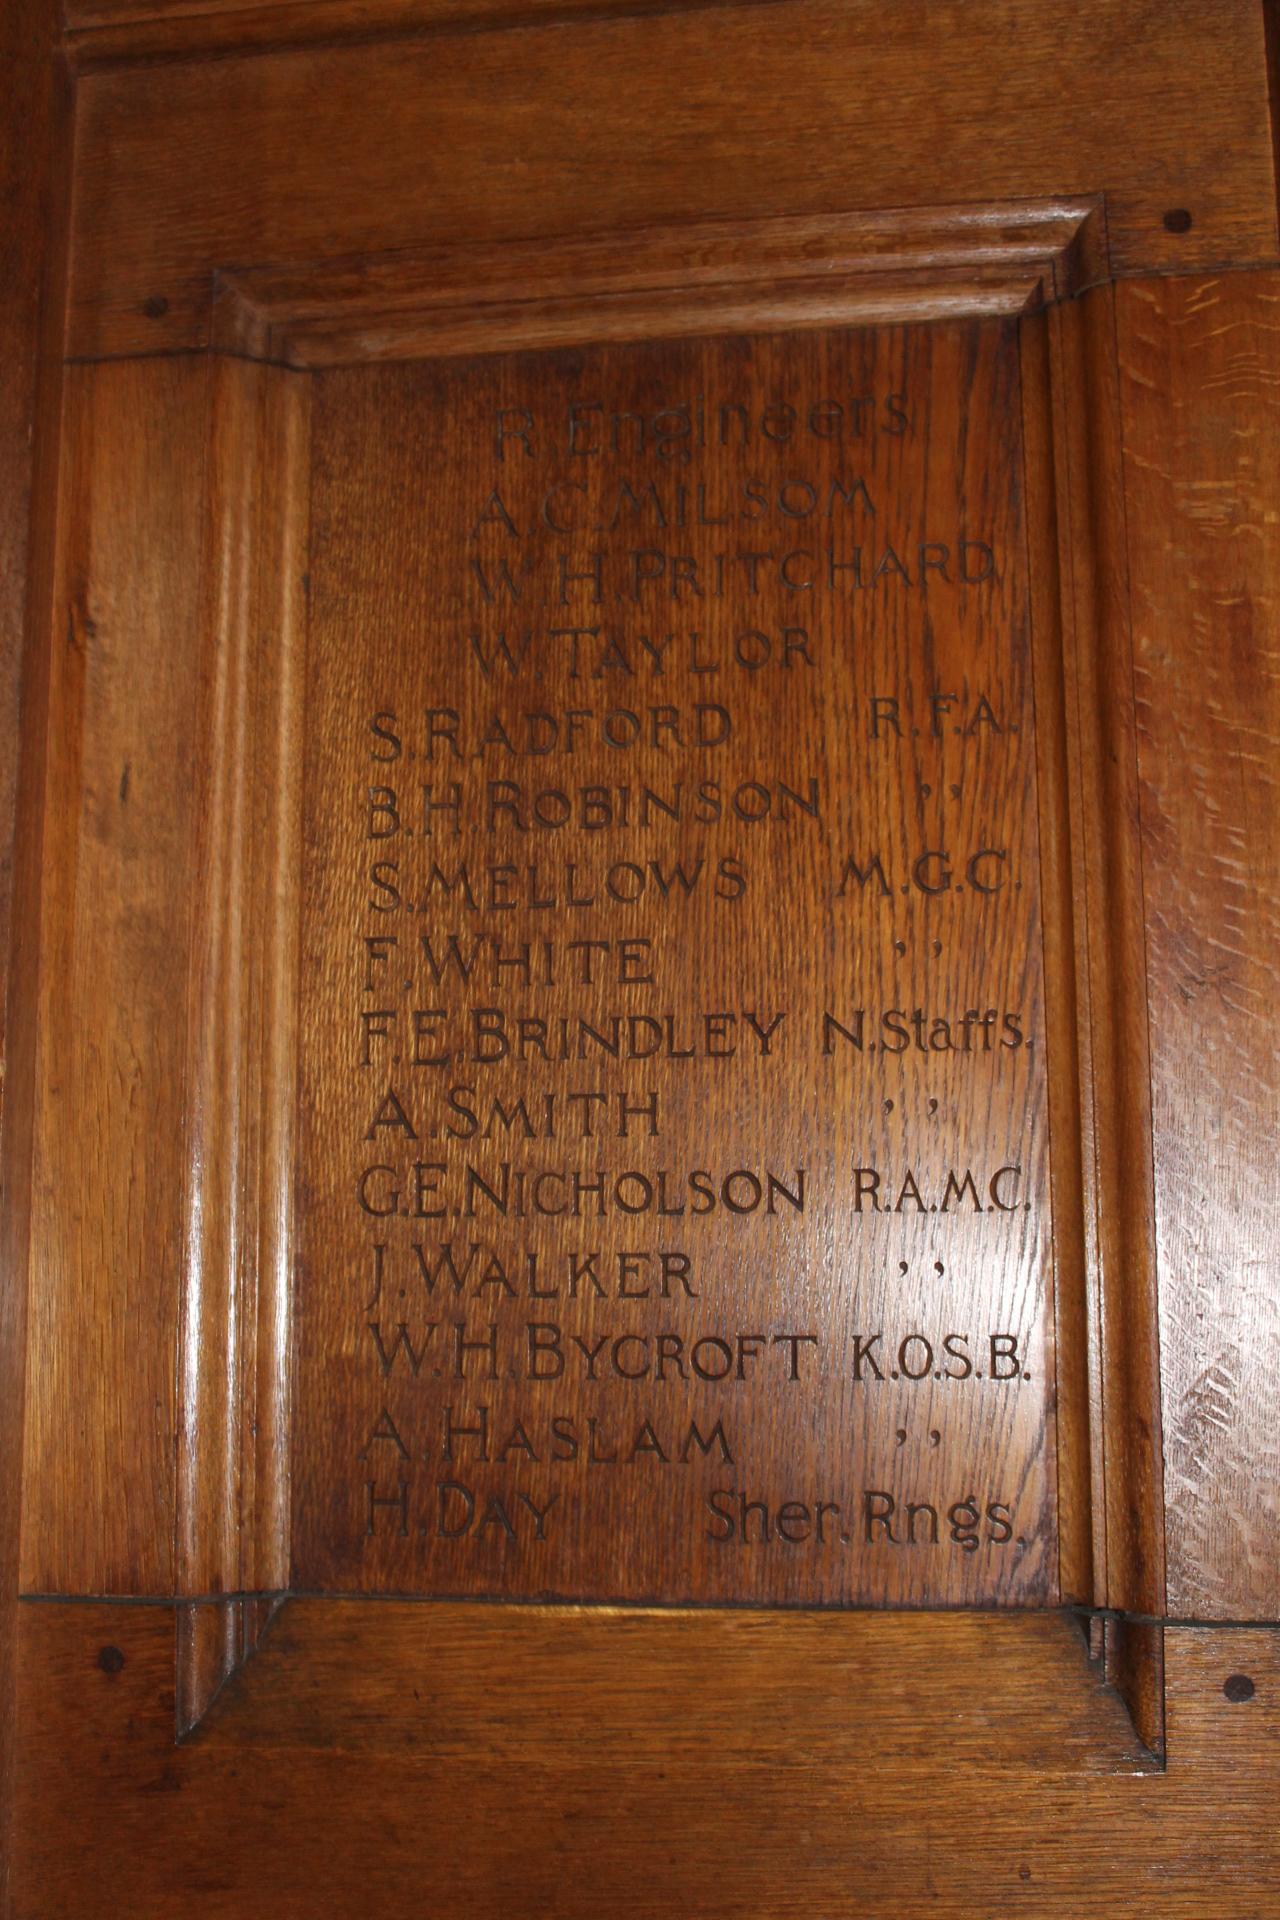 R.Engineers
A.C.MILSOM
W.H.PRITCHARD
W.TAYLOR
S.RADFORD R.F.A.
B.H.ROBINSON ’’
S.MELLOWS M.G.C.
F.WHITE ’’
F.E.BRINDLEY N.Staffs.
A.SMITH ’’
G.E.NICHOLSON R.A.M.C.
J.WALKER ’’
W.H.BYCROFT K.O.S.B.
A.HASLAM ’’
H.DAY Sher.Rngs.